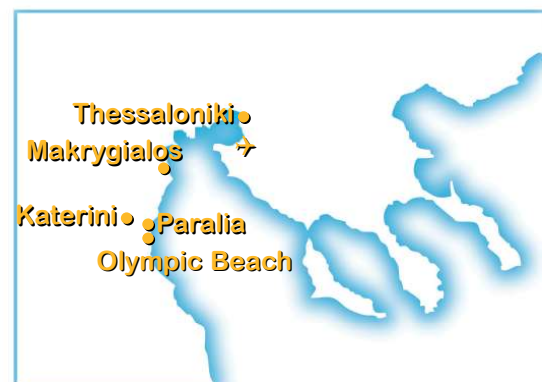 Thessaloniki
Makrygialos
Katerini
Paralia
Olympic Beach